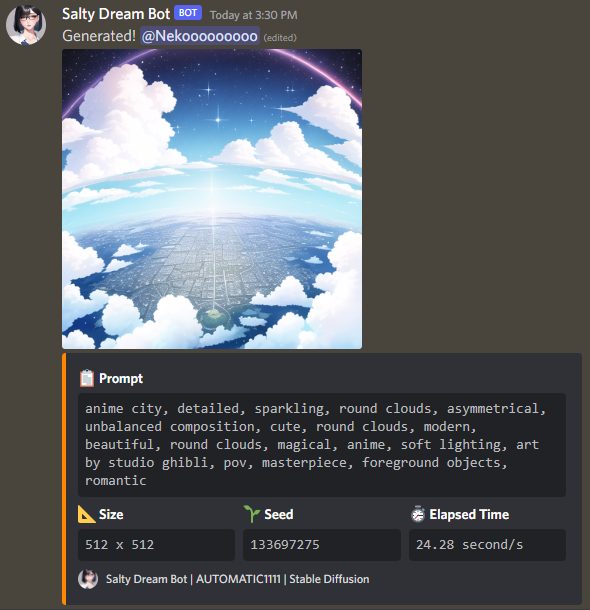 Salty Dream Bot BOT Today at 3:30 PM
Generated! @Nekooooooooo (edited)
Prompt
anime city, detailed, sparkling, round clouds, asymmetrical,
unbalanced composition, cute, round clouds, modern,
beautiful, round clouds, magical, anime, soft lighting, art
by studio ghibli, pov, masterpiece, foreground objects,
romantic
Size Seed Elapsed Time
512 x 512 133697275 24.28 second/s
Salty Dream Bot | AUTOMATIC1111 | Stable Diffusion